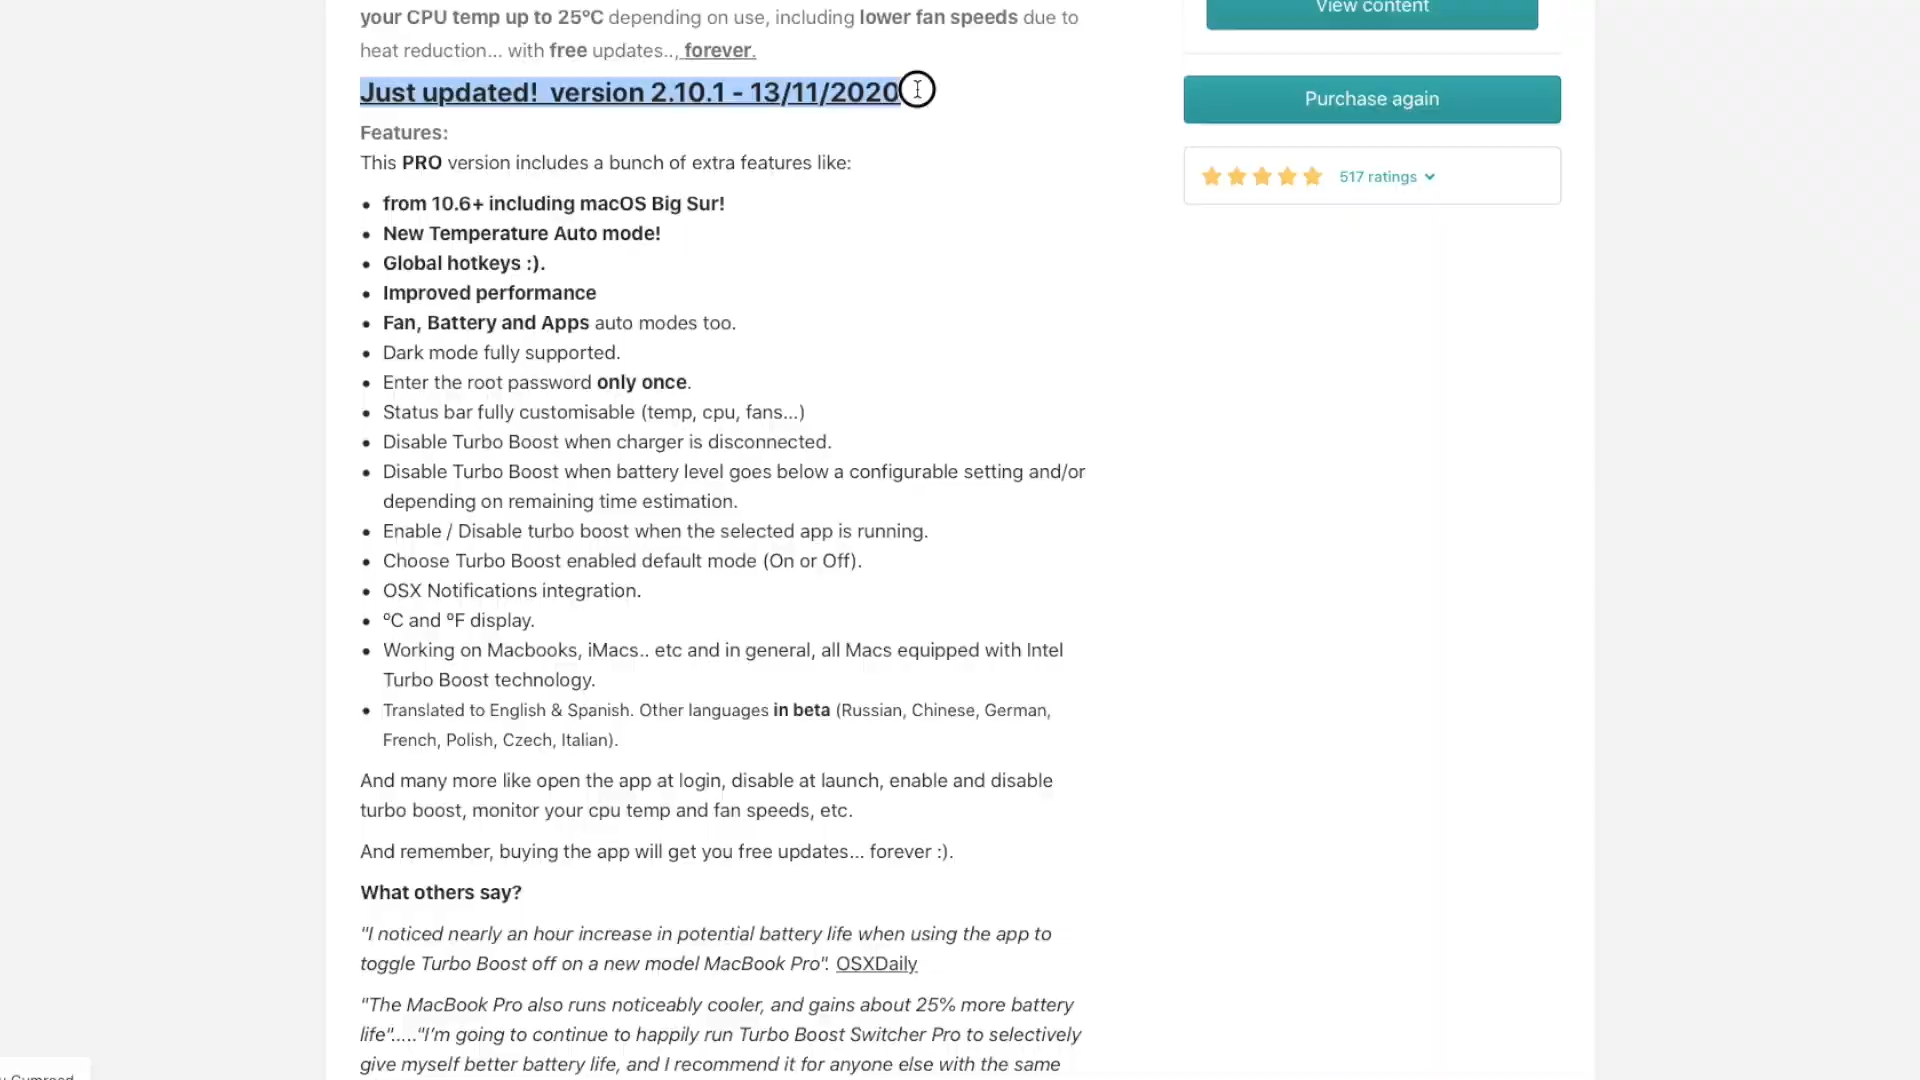 your CPU temp up to 25ºC depending on use, including lower fan speeds due to
heat reduction... with free updates.., forever.
Just updated!  version 2.10.1 - 13/11/2020
Features:
This PRO version includes a bunch of extra features like:
• from 10.6+ including macOS Big Sur!
• New Temperature Auto mode!
• Global hotkeys :).
• Improved performance
• Fan, Battery and Apps auto modes too.
• Dark mode fully supported.
• Enter the root password only once.
• Status bar fully customisable (temp, cpu, fans...)
• Disable Turbo Boost when charger is disconnected.
• Disable Turbo Boost when battery level goes below a configurable setting and/or
depending on remaining time estimation.
• Enable / Disable turbo boost when the selected app is running.
• Choose Turbo Boost enabled default mode (On or Off).
• OSX Notifications integration.
• ºC and ºF display.
• Working on Macbooks, iMacs.. etc and in general, all Macs equipped with Intel
Turbo Boost technology.
• Translated to English & Spanish. Other languages in beta (Russian, Chinese, German,
French, Polish, Czech, Italian).
And many more like open the app at login, disable at launch, enable and disable
turbo boost, monitor your cpu temp and fan speeds, etc.
And remember, buying the app will get you free updates... forever :).
What others say?
"I noticed nearly an hour increase in potential battery life when using the app to
toggle Turbo Boost off on a new model MacBook Pro". OSXDaily
"The MacBook Pro also runs noticeably cooler, and gains about 25% more battery
life"....."I'm going to continue to happily run Turbo Boost Switcher Pro to selectively
give myself better battery life, and I recommend it for anyone else with the same
View content
Purchase again
517 ratings